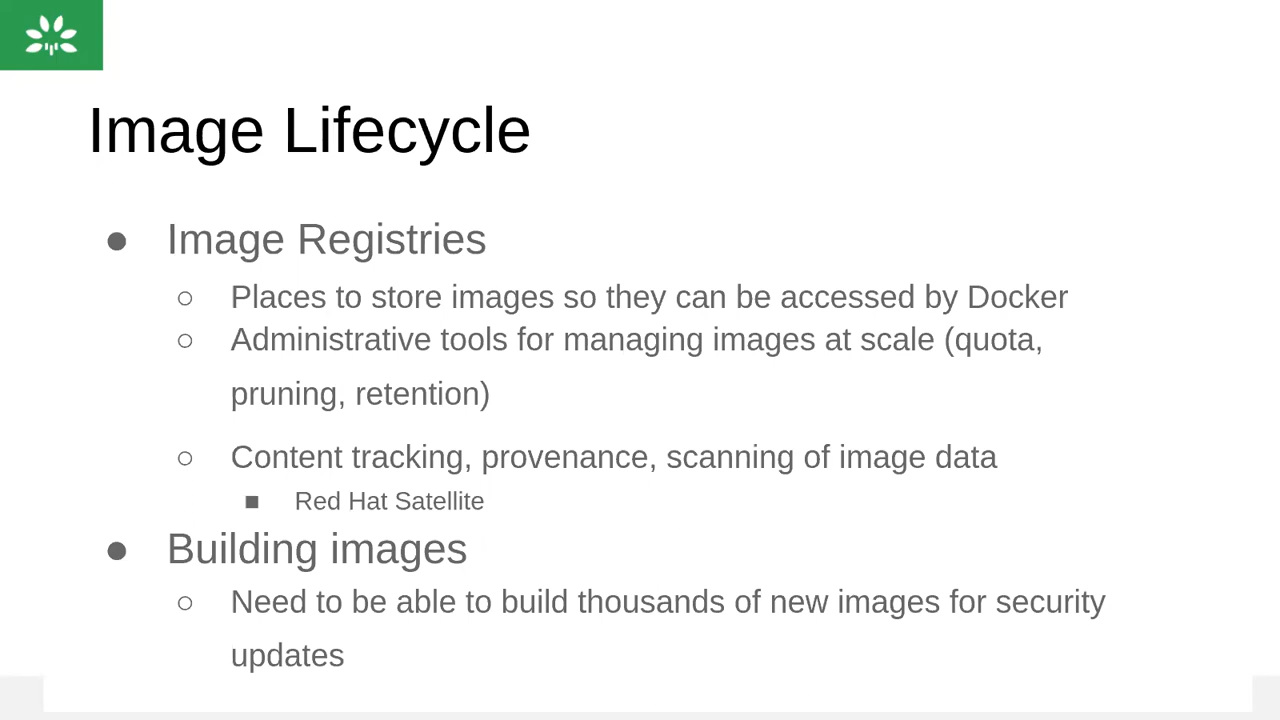 Image Lifecycle
● Image Registries
○ Places to store images so they can be accessed by Docker
○ Administrative tools for managing images at scale (quota,
pruning, retention)
○ Content tracking, provenance, scanning of image data
■ Red Hat Satellite
● Building images
○ Need to be able to build thousands of new images for security
updates